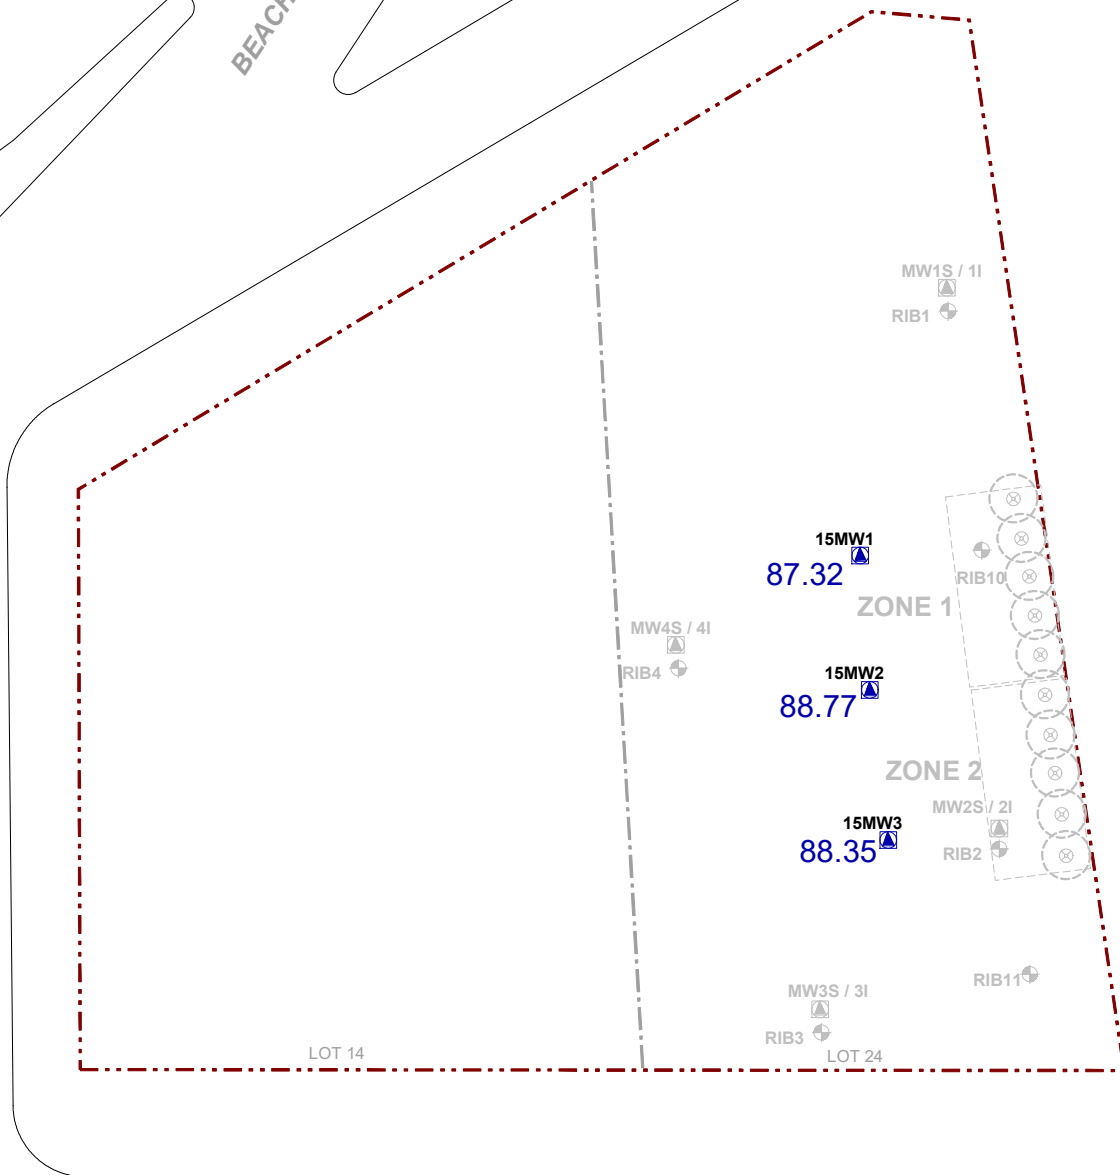 BEACH
MW1S / 1I
RIB1
15MW1
87.32
RIB10
ZONE 1
MW4S / 4I
RIB4
15MW2
88.77
ZONE 2
MW2S / 2I
15MW3
88.35
RIB2
RIB11
MW3S / 3I
RIB3
LOT 14
LOT 24